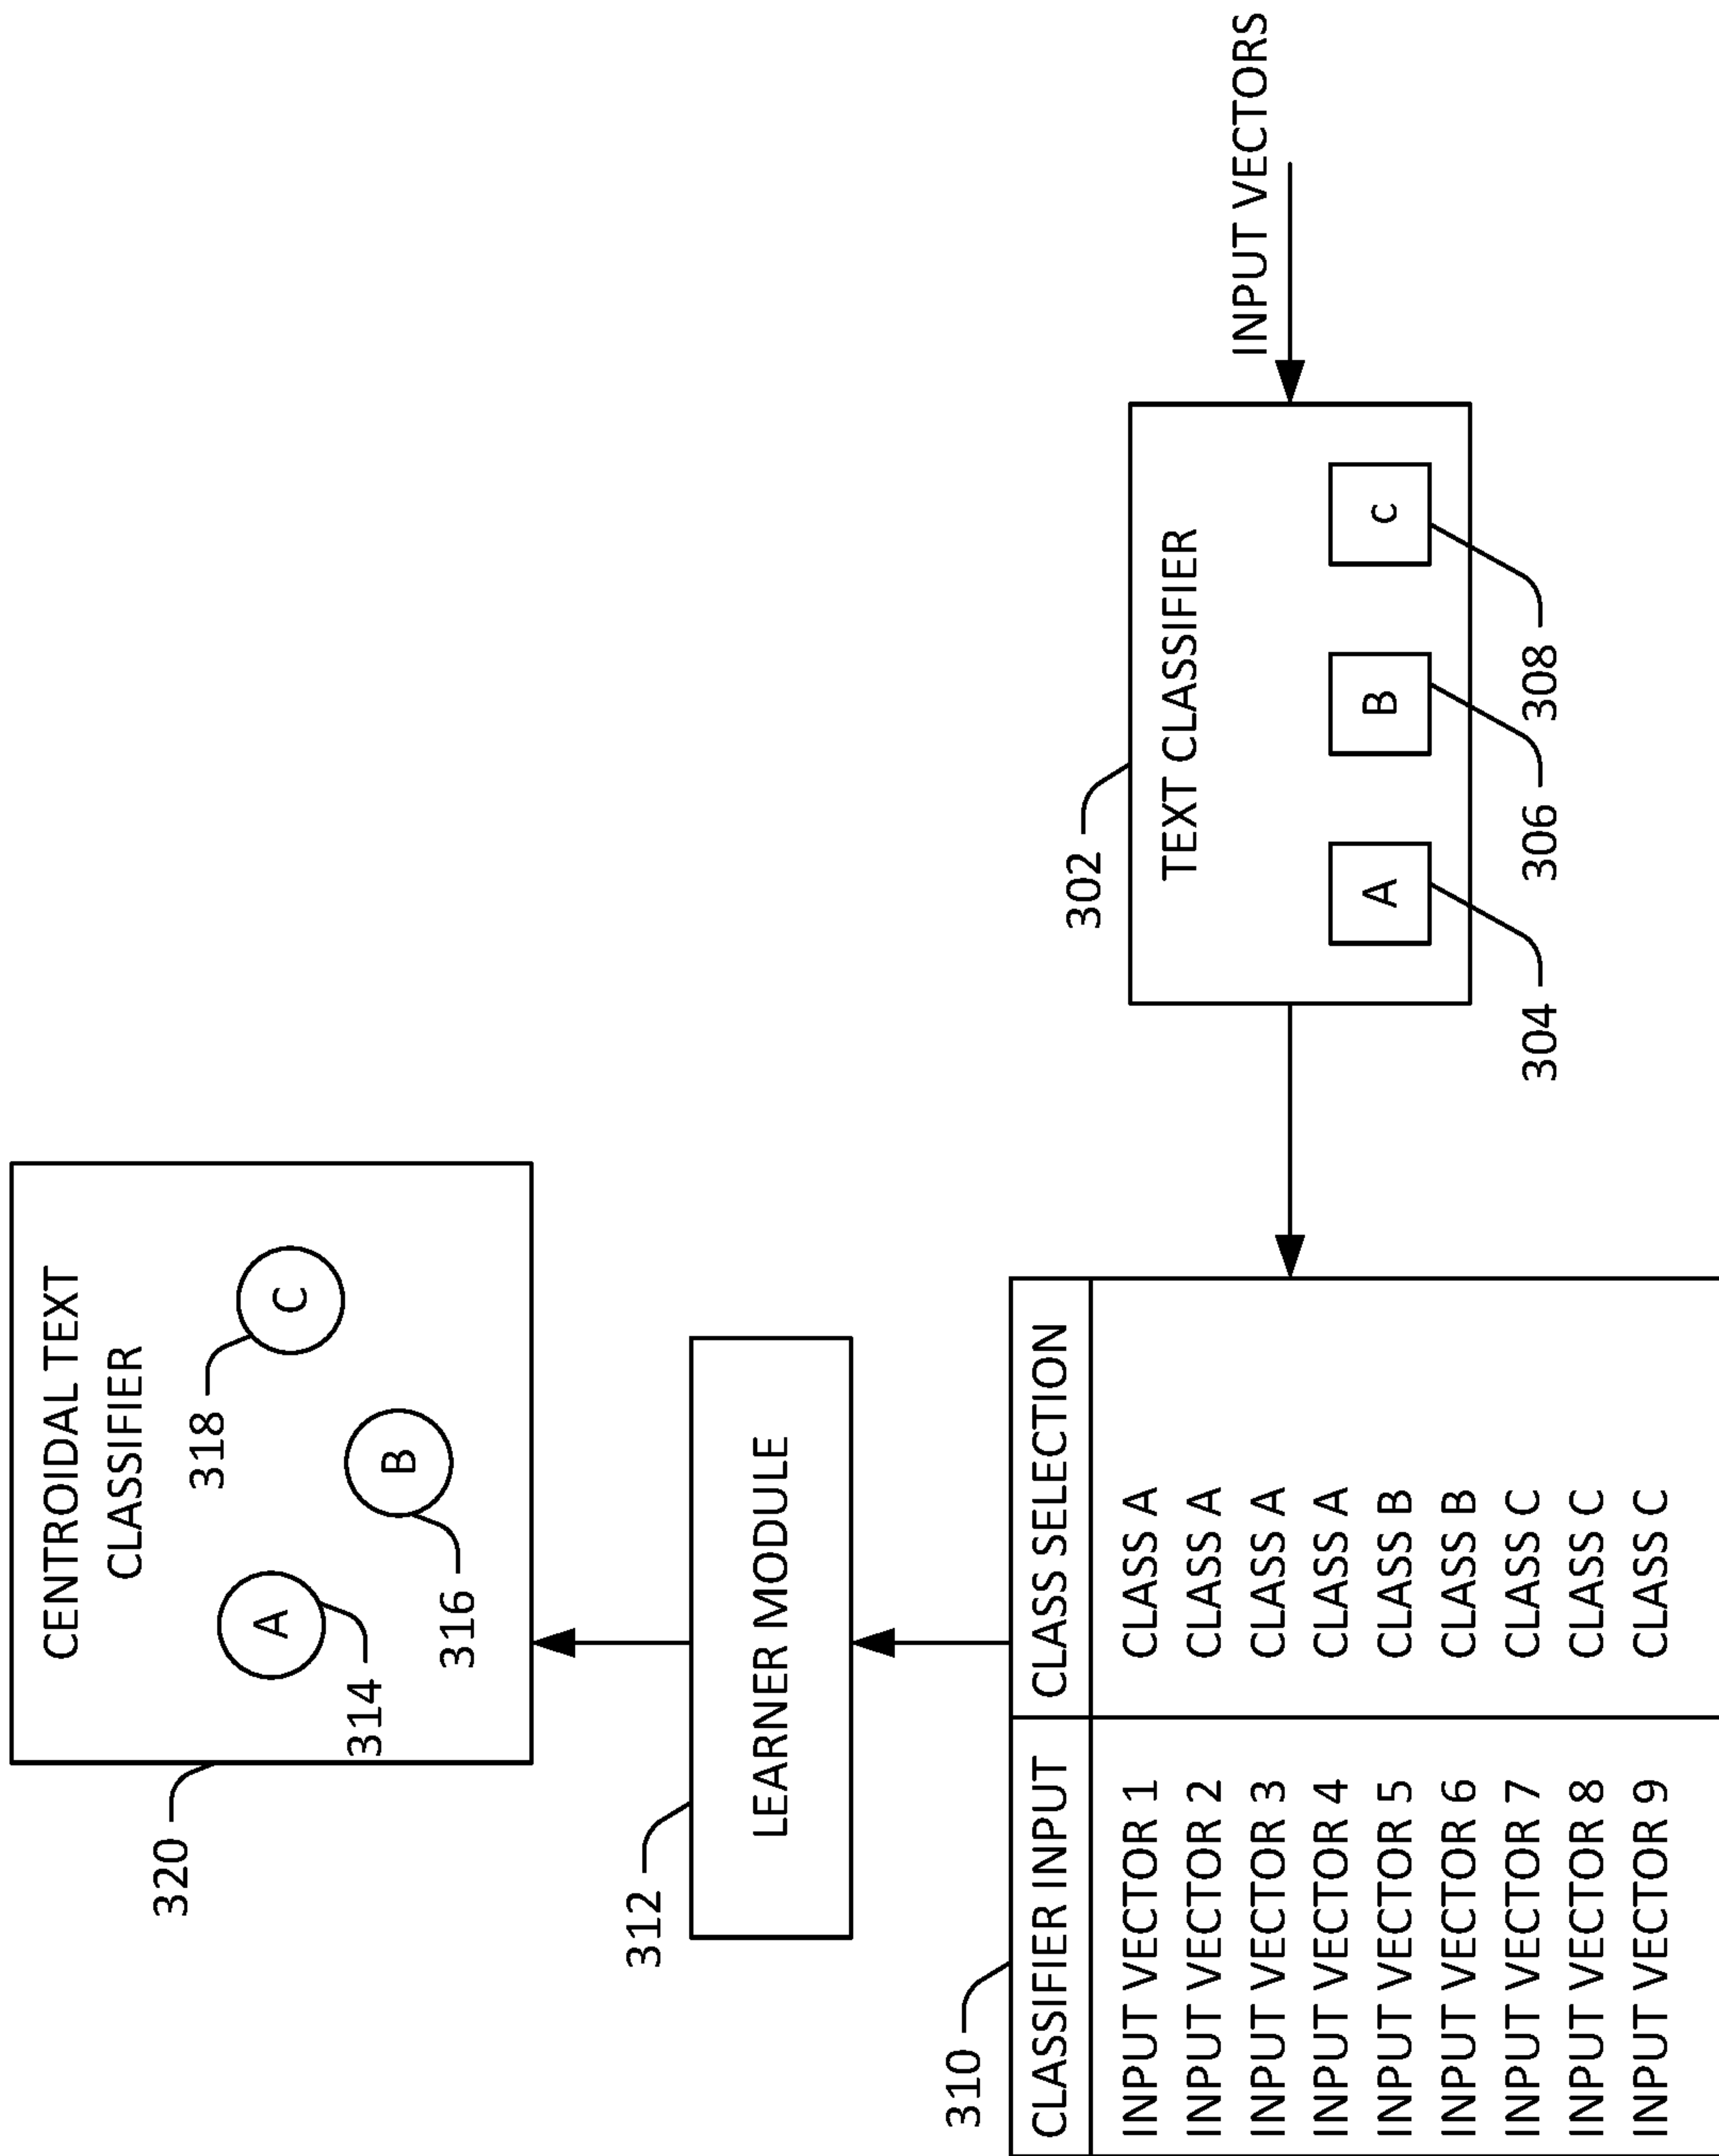 320
CENTROIDAL TEXT
CLASSIFIER
318
A
C
314
B
316
312
LEARNER MODULE
310
CLASSIFIER INPUT CLASS SELECTION
INPUT VECTOR 1 CLASS A
INPUT VECTOR 2 CLASS A
INPUT VECTOR 3 CLASS A
INPUT VECTOR 4 CLASS A
INPUT VECTOR 5 CLASS B
INPUT VECTOR 6 CLASS B
INPUT VECTOR 7 CLASS C
INPUT VECTOR 8 CLASS C
INPUT VECTOR 9 CLASS C
302
TEXT CLASSIFIER
A B c
304 306 308
INPUT VECTORS